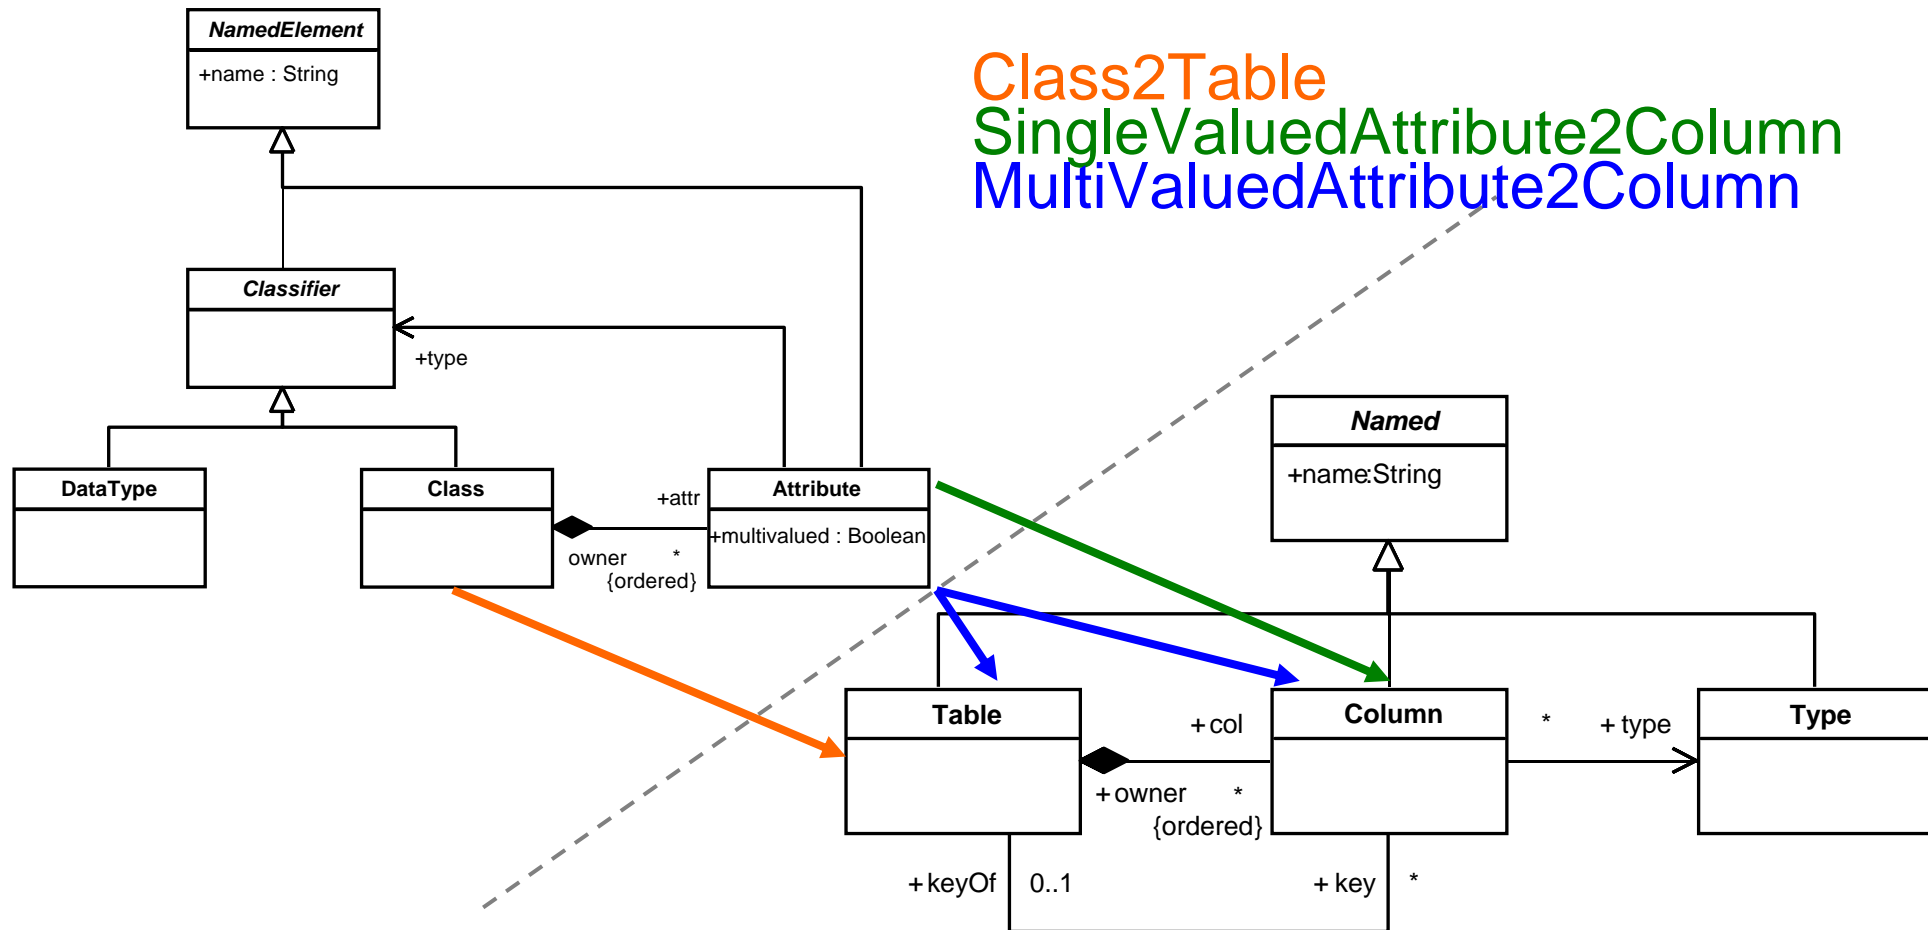 NamedElement
+name : String
Class2Table
SingleValuedAttribute2Column
MultiValuedAttribute2Column
Classifier
+type
DataType
Class
+attr
owner
*
{ordered}
Attribute
+multivalued : Boolean
Named
+name:String
Table
+ col
+ owner
*
{ordered}
Column
*
+ type
Type
+ keyOf
0..1
+ key
*